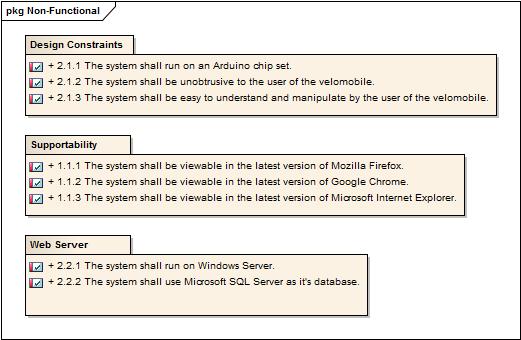 pkg Non-Functional
Design Constraints
+ 2.1.1 The system shall run on an Arduino chip set.
+ 2.1.2 The system shall be unobtrusive to the user of the velomobile.
+ 2.1.3 The system shall be easy to understand and manipulate by the user of the velomobile.
Supportability
+ 1.1.1 The system shall be viewable in the latest version of Mozilla Firefox.
+ 1.1.2 The system shall be viewable in the latest version of Google Chrome.
+ 1.1.3 The system shall be viewable in the latest version of Microsoft Internet Explorer.
Web Server
+ 2.2.1 The system shall run on Windows Server.
+ 2.2.2 The system shall use Microsoft SQL Server as it's database.